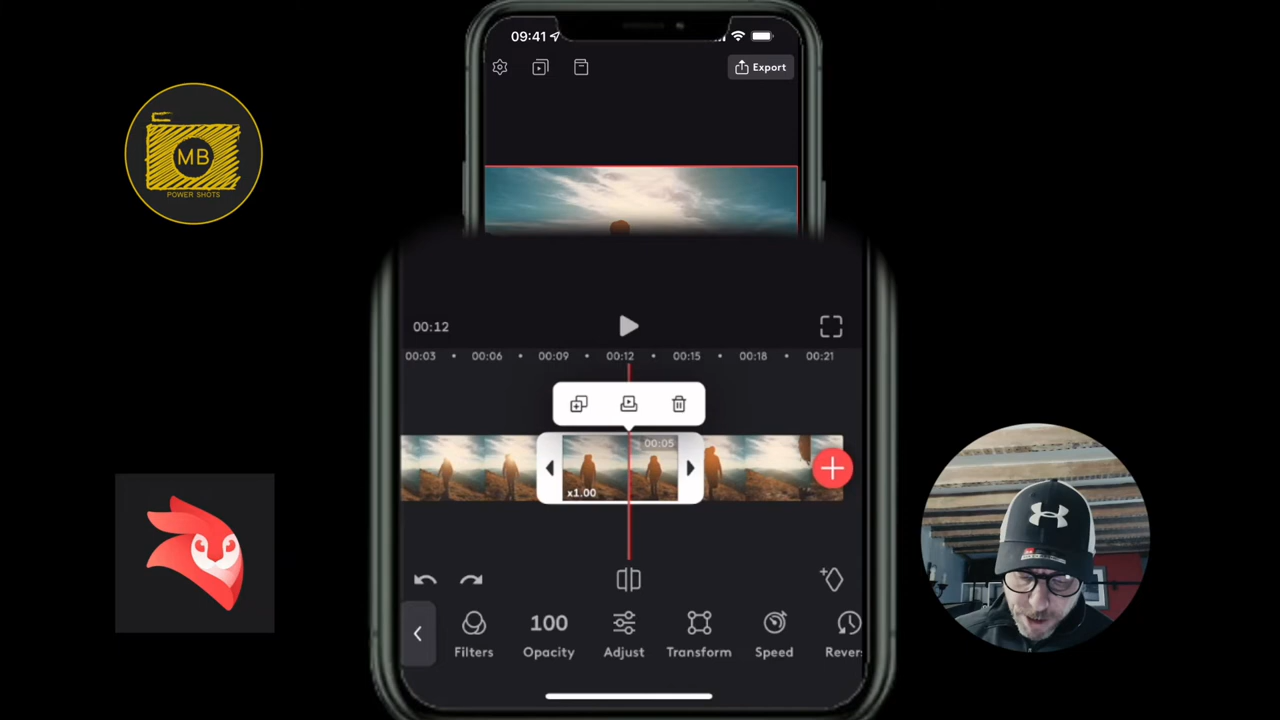 09:41
Export
MB
POWER SHOTS
00:12
00:03 00:06 00:09 00:12 00:15 00:18 00:21
00:05
x1.00
100
Filters Opacity Adjust Transform Speed Rever